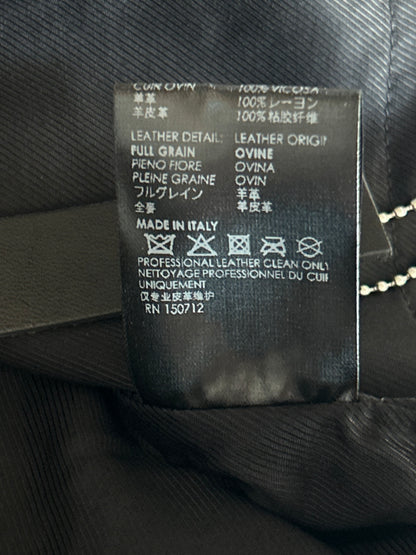 CUIR OVIN 100% VICOSA
羊革 100%レーヨン
羊皮革 100%粘胶纤维
LEATHER DETAIL: LEATHER ORIGIN
FULL GRAIN OVINE
PIENO FIORE OVINA
PLEINE GRAINE OVIN
フルグレイン 羊革
全蒙 羊皮革
MADE IN ITALY
PROFESSIONAL LEATHER CLEAN ONLY
NETTOYAGE PROFESSIONNEL DU CUIR
UNIQUEMENT
仅专业皮革维护
RN 150712